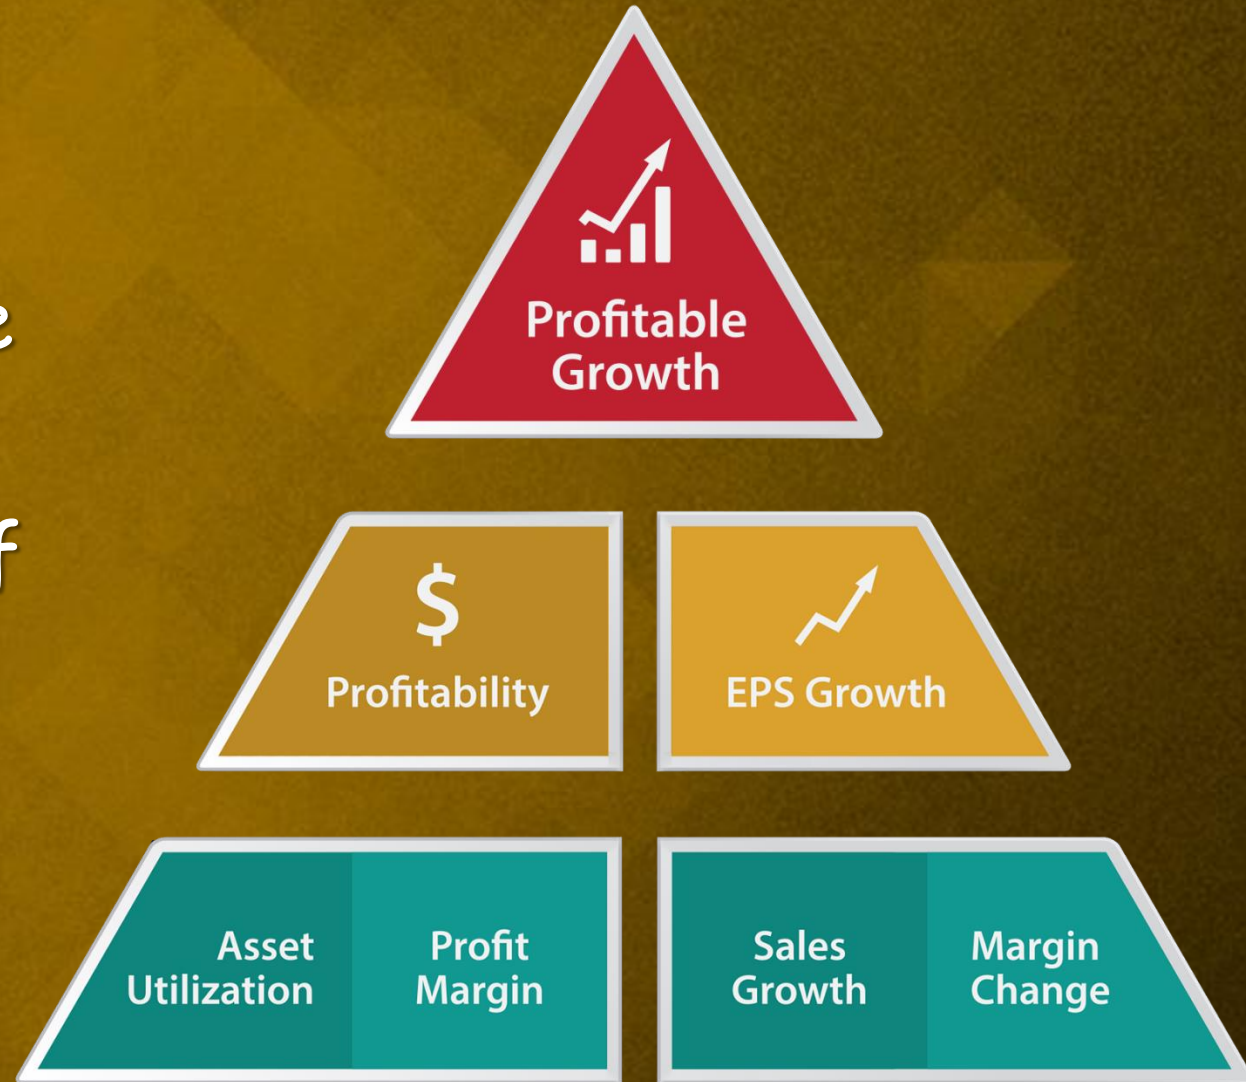 Profitable
Growth
$
Profitability
EPS Growth
Asset
Utilization
Profit
Margin
Sales
Growth
Margin
Change